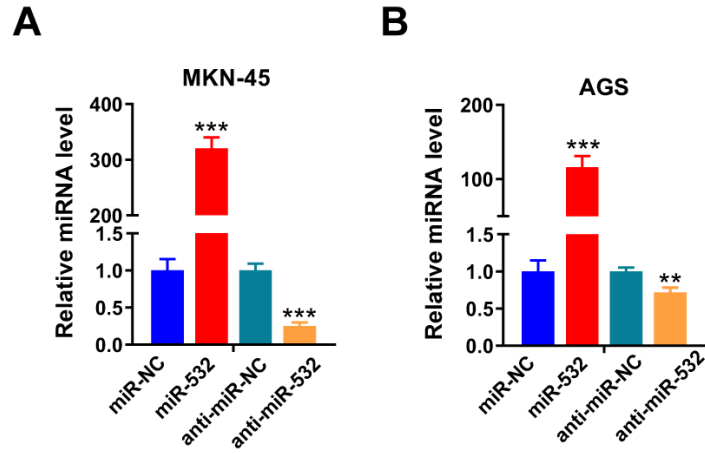 A
MKN-45
Relative miRNA level
400
300
200
1.5
1.0
0.5
0.0
***
***
miR-NC
miR-532
anti-miR-NC
anti-miR-532
B
AGS
Relative miRNA level
200
100
1.5
1.0
0.5
0.0
***
**
miR-NC
miR-532
anti-miR-NC
anti-miR-532